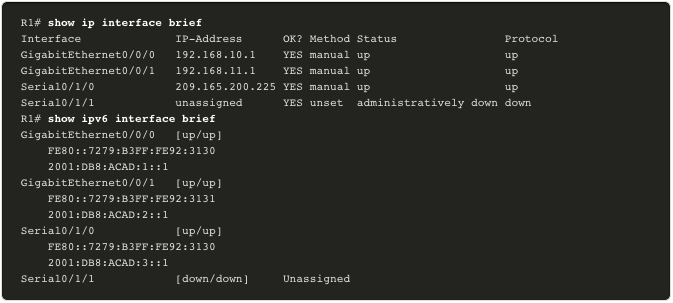 R1# show ip interface brief
Interface              IP-Address      OK? Method Status                Protocol
GigabitEthernet0/0/0   192.168.10.1    YES manual up                    up
GigabitEthernet0/0/1   192.168.11.1    YES manual up                    up
Serial0/1/0            209.165.200.225 YES manual up                    up
Serial0/1/1            unassigned      YES unset  administratively down down
R1# show ipv6 interface brief
GigabitEthernet0/0/0   [up/up]
    FE80::7279:B3FF:FE92:3130
    2001:DB8:ACAD:1::1
GigabitEthernet0/0/1   [up/up]
    FE80::7279:B3FF:FE92:3131
    2001:DB8:ACAD:2::1
Serial0/1/0            [up/up]
    FE80::7279:B3FF:FE92:3130
    2001:DB8:ACAD:3::1
Serial0/1/1            [down/down]     Unassigned